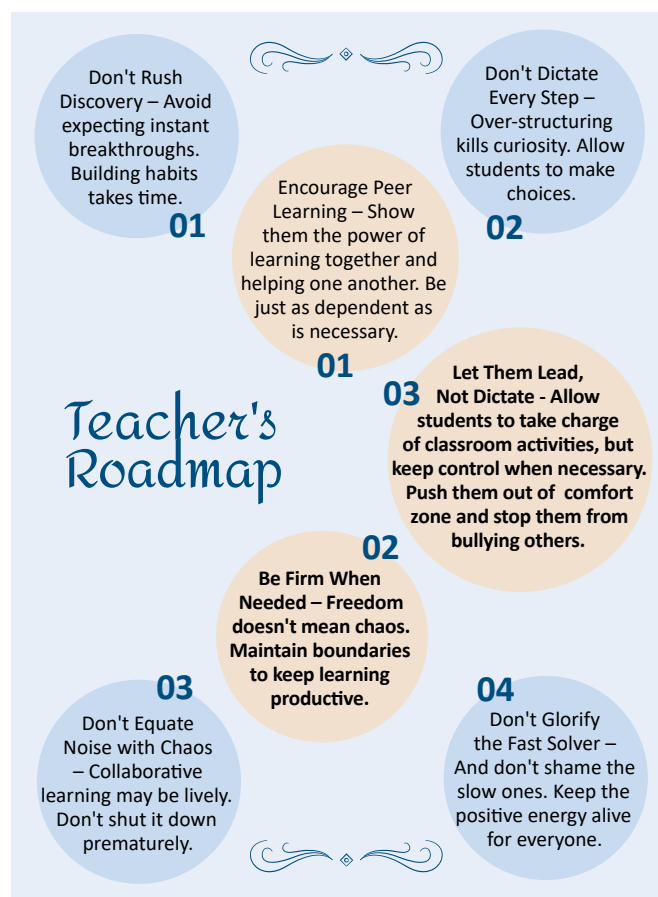 Don't Rush
Discovery – Avoid
expecting instant
breakthroughs.
Building habits
takes time.
01
Don't Dictate
Every Step –
Over-structuring
kills curiosity. Allow
students to make
choices.
02
Encourage Peer
Learning – Show
them the power of
learning together and
helping one another. Be
just as dependent as
is necessary.
01
03
Let Them Lead,
Not Dictate - Allow
students to take charge
of classroom activities, but
keep control when necessary.
Push them out of comfort
zone and stop them from
bullying others.
Teacher's
Roadmap
02
Be Firm When
Needed – Freedom
doesn't mean chaos.
Maintain boundaries
to keep learning
productive.
03
Don't Equate
Noise with Chaos
– Collaborative
learning may be lively.
Don't shut it down
prematurely.
04
Don't Glorify
the Fast Solver –
And don't shame the
slow ones. Keep the
positive energy alive
for everyone.